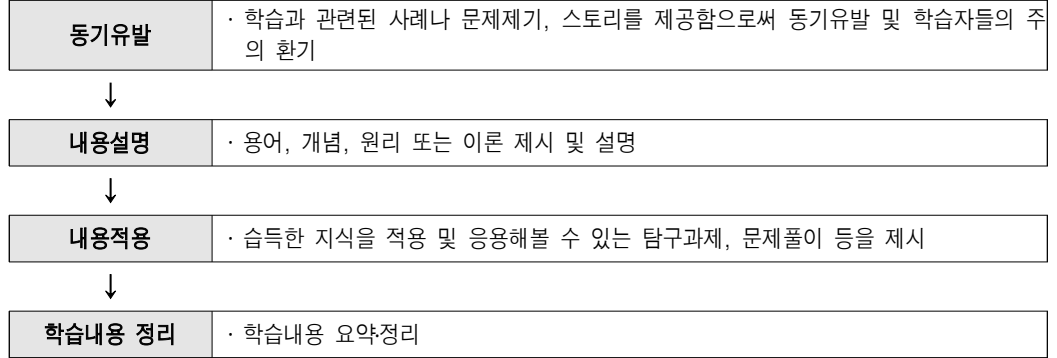 동기유발
· 학습과 관련된 사례나 문제제기, 스토리를 제공함으로써 동기유발 및 학습자들의 주
의 환기
↓
내용설명
· 용어, 개념, 원리 또는 이론 제시 및 설명
↓
내용적용
· 습득한 지식을 적용 및 응용해볼 수 있는 탐구과제, 문제풀이 등을 제시
↓
학습내용 정리
· 학습내용 요약·정리